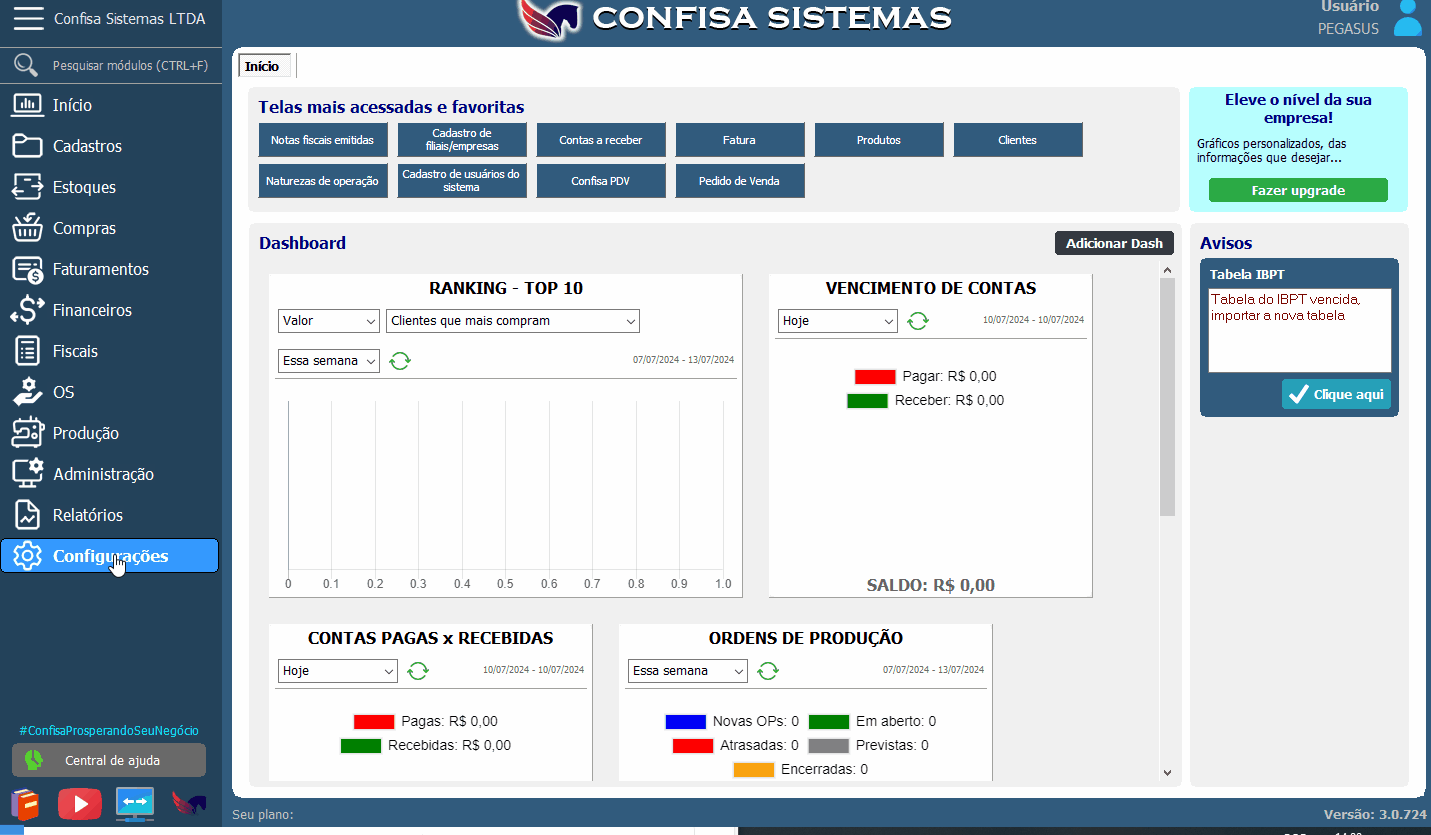 Confisa Sistemas LTDA
Pesquisar módulos (CTRL+F)
Início
Cadastros
Estoques
Compras
Faturamentos
Financeiros
Fiscais
OS
Produção
Administração
Relatórios
Configurações
#ConfisaProsperandoSeuNegócio
Central de ajuda
CONFISA SISTEMAS
Usuário
PEGASUS
Início
Telas mais acessadas e favoritas
Notas fiscais emitidas
Cadastro de
filiais/empresas
Contas a receber
Fatura
Produtos
Clientes
Naturezas de operação
Cadastro de usuários do
sistema
Confisa PDV
Pedido de Venda
Eleve o nível da sua
empresa!
Gráficos personalizados, das
informações que desejar...
Fazer upgrade
Dashboard
Adicionar Dash
RANKING - TOP 10
Valor
Clientes que mais compram
Essa semana
07/07/2024 - 13/07/2024
0 0.1 0.2 0.3 0.4 0.5 0.6 0.7 0.8 0.9 1.0
VENCIMENTO DE CONTAS
Hoje
10/07/2024 - 10/07/2024
Pagar: R$ 0,00
Receber: R$ 0,00
SALDO: R$ 0,00
CONTAS PAGAS x RECEBIDAS
Hoje
10/07/2024 - 10/07/2024
Pagas: R$ 0,00
Recebidas: R$ 0,00
ORDENS DE PRODUÇÃO
Essa semana
07/07/2024 - 13/07/2024
Novas OPs: 0 Em aberto: 0
Atrasadas: 0 Previstas: 0
Encerradas: 0
Avisos
Tabela IBPT
Tabela do IBPT vencida,
importar a nova tabela
Clique aqui
Seu plano:
Versão: 3.0.724